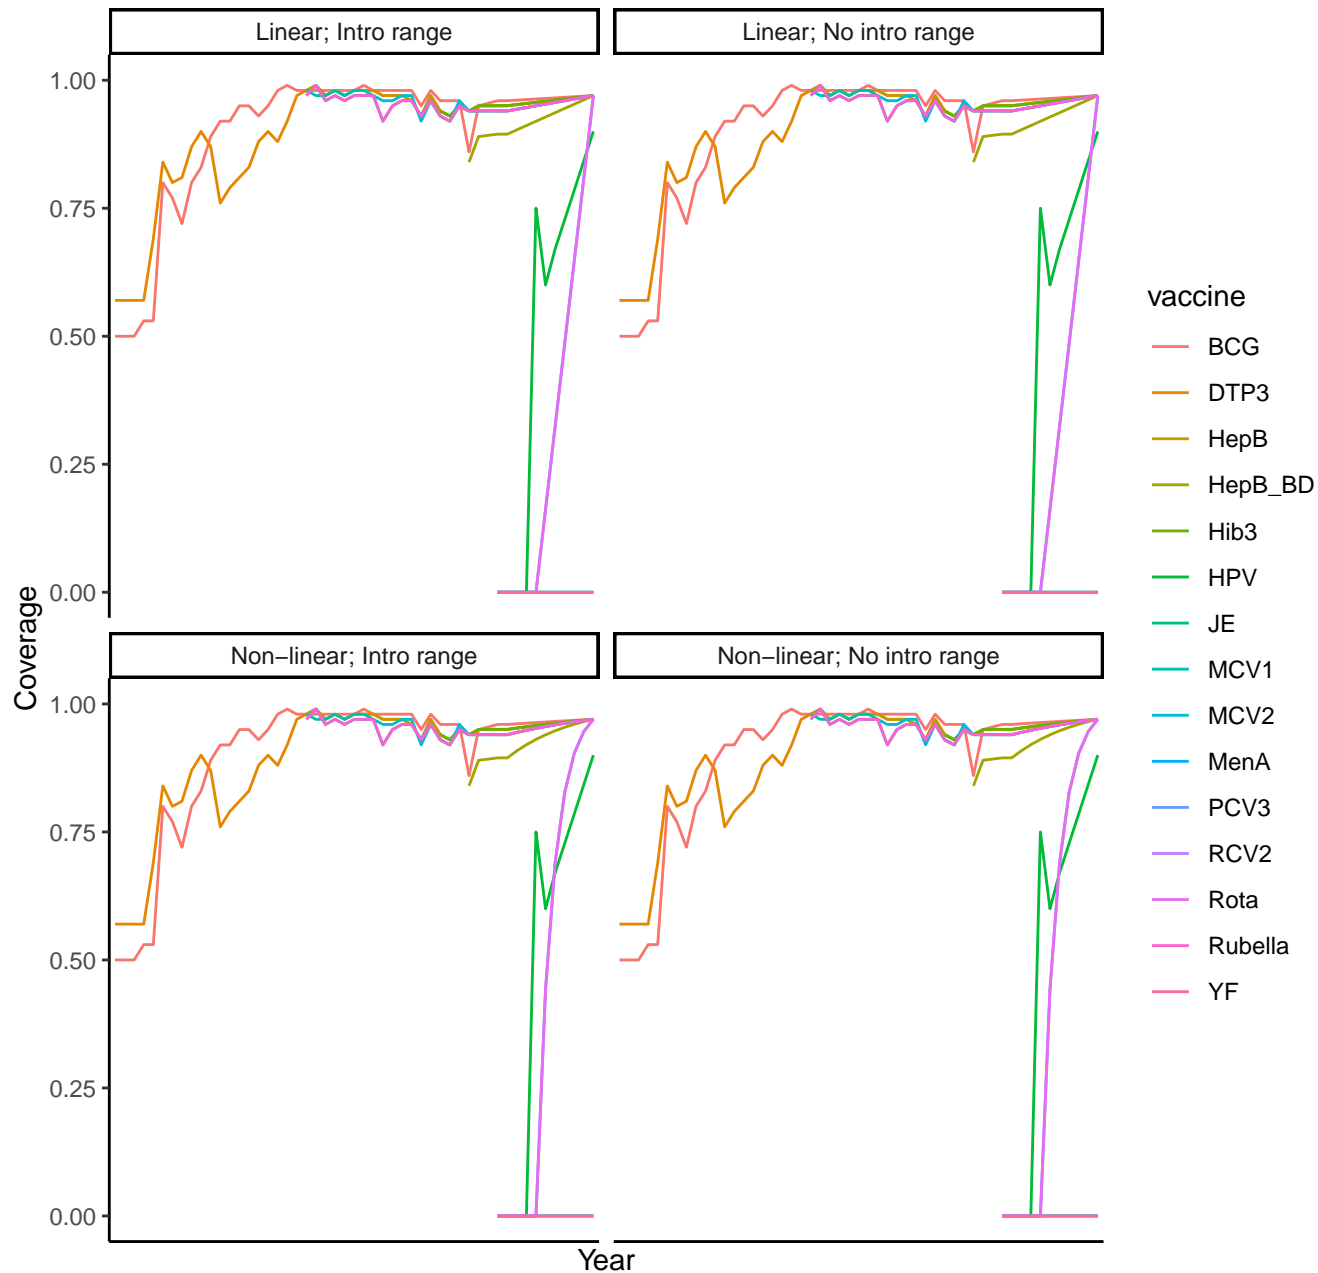 Linear; Intro range
Linear; No intro range
1.00
0.75
0.50
0.25
0.00
Non−linear; Intro range
Non−linear; No intro range
1.00
0.75
0.50
0.25
0.00
Coverage
Year
vaccine
BCG
DTP3
HepB
HepB_BD
Hib3
HPV
JE
MCV1
MCV2
MenA
PCV3
RCV2
Rota
Rubella
YF